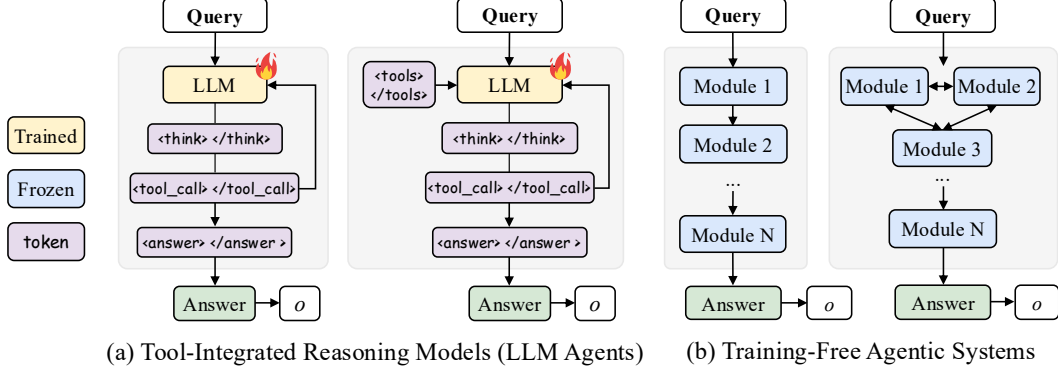 Query
Query
Query
Query
LLM
<tools>
</tools>
LLM
Module 1
Module 1
Module 2
Trained
<think> </think>
<think> </think>
Module 2
Module 3
Frozen
<tool_call> </tool_call>
<tool_call> </tool_call>
...
...
token
<answer> </answer >
<answer> </answer >
Module N
Module N
Answer
o
Answer
o
Answer
o
Answer
o
(a) Tool-Integrated Reasoning Models (LLM Agents)
(b) Training-Free Agentic Systems